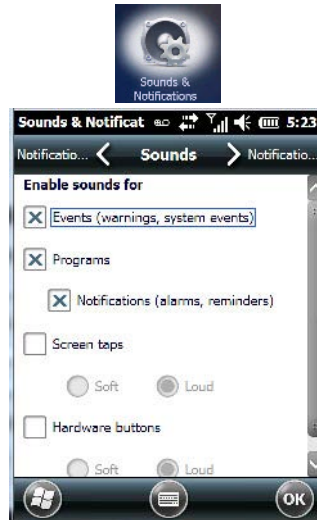 Sounds &
Notifications
Sounds & Notificat 5:23
Notificatio... Sounds Notificatio...
Enable sounds for
Events (warnings, system events)
Programs
Notifications (alarms, reminders)
Screen taps
Soft Loud
Hardware buttons
Soft Loud
OK